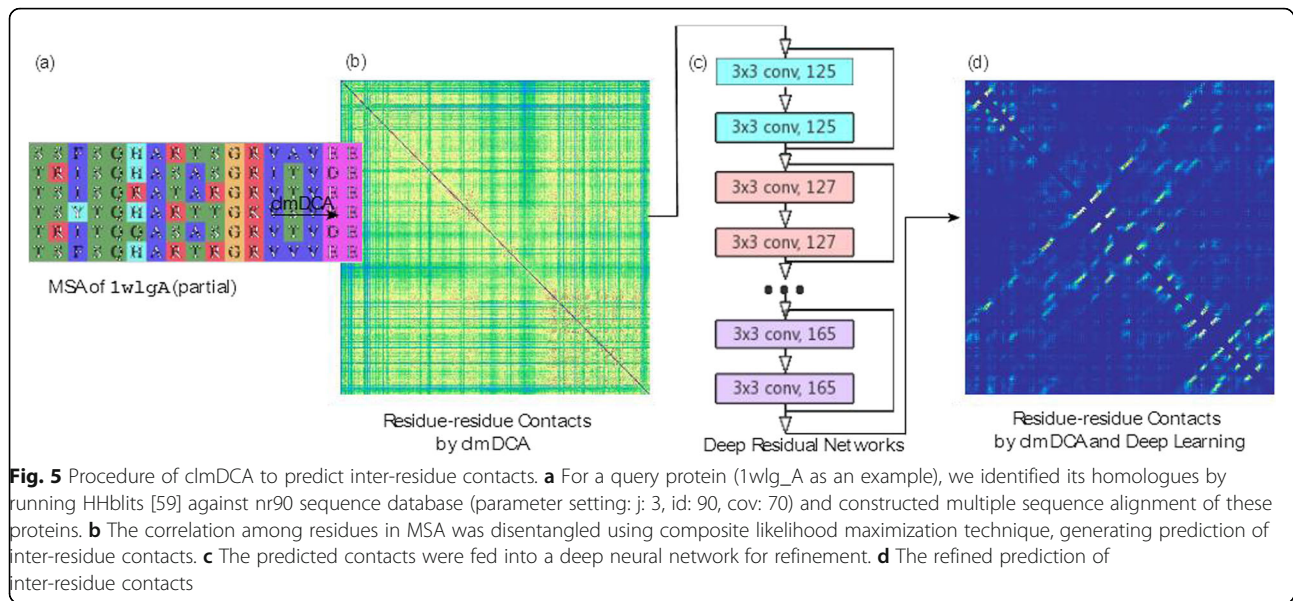 (a)
(b)
(c)
(d)
S S F S G H A R T S G R V A V E E
T R I S G H A S A S G R I T V D E
T S I S G R A T A R G V T V E E
T S Y T G H A R T T G R
T R I T G G A S A S G R V T V D E
T S F S G H A R T R G R V V V E E
clmDCA
MSA of 1wlgA (partial)
Residue-residue Contacts
by clmDCA
3x3 conv, 125
3x3 conv, 125
3x3 conv, 127
3x3 conv, 127
3x3 conv, 165
3x3 conv, 165
Deep Residual Networks
Residue-residue Contacts
by clmDCA and Deep Learning
Fig. 5 Procedure of clmDCA to predict inter-residue contacts. a For a query protein (1wlg_A as an example), we identified its homologues by
running HHblits [59] against nr90 sequence database (parameter setting: j: 3, id: 90, cov: 70) and constructed multiple sequence alignment of these
proteins. b The correlation among residues in MSA was disentangled using composite likelihood maximization technique, generating prediction of
inter-residue contacts. c The predicted contacts were fed into a deep neural network for refinement. d The refined prediction of
inter-residue contacts